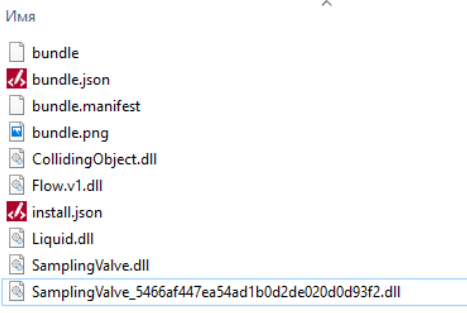 Имя
bundle
bundle.json
bundle.manifest
bundle.png
CollidingObject.dll
Flow.v1.dll
install.json
Liquid.dll
SamplingValve.dll
SamplingValve_5466af447ea54ad1b0d2de020d0d93f2.dll